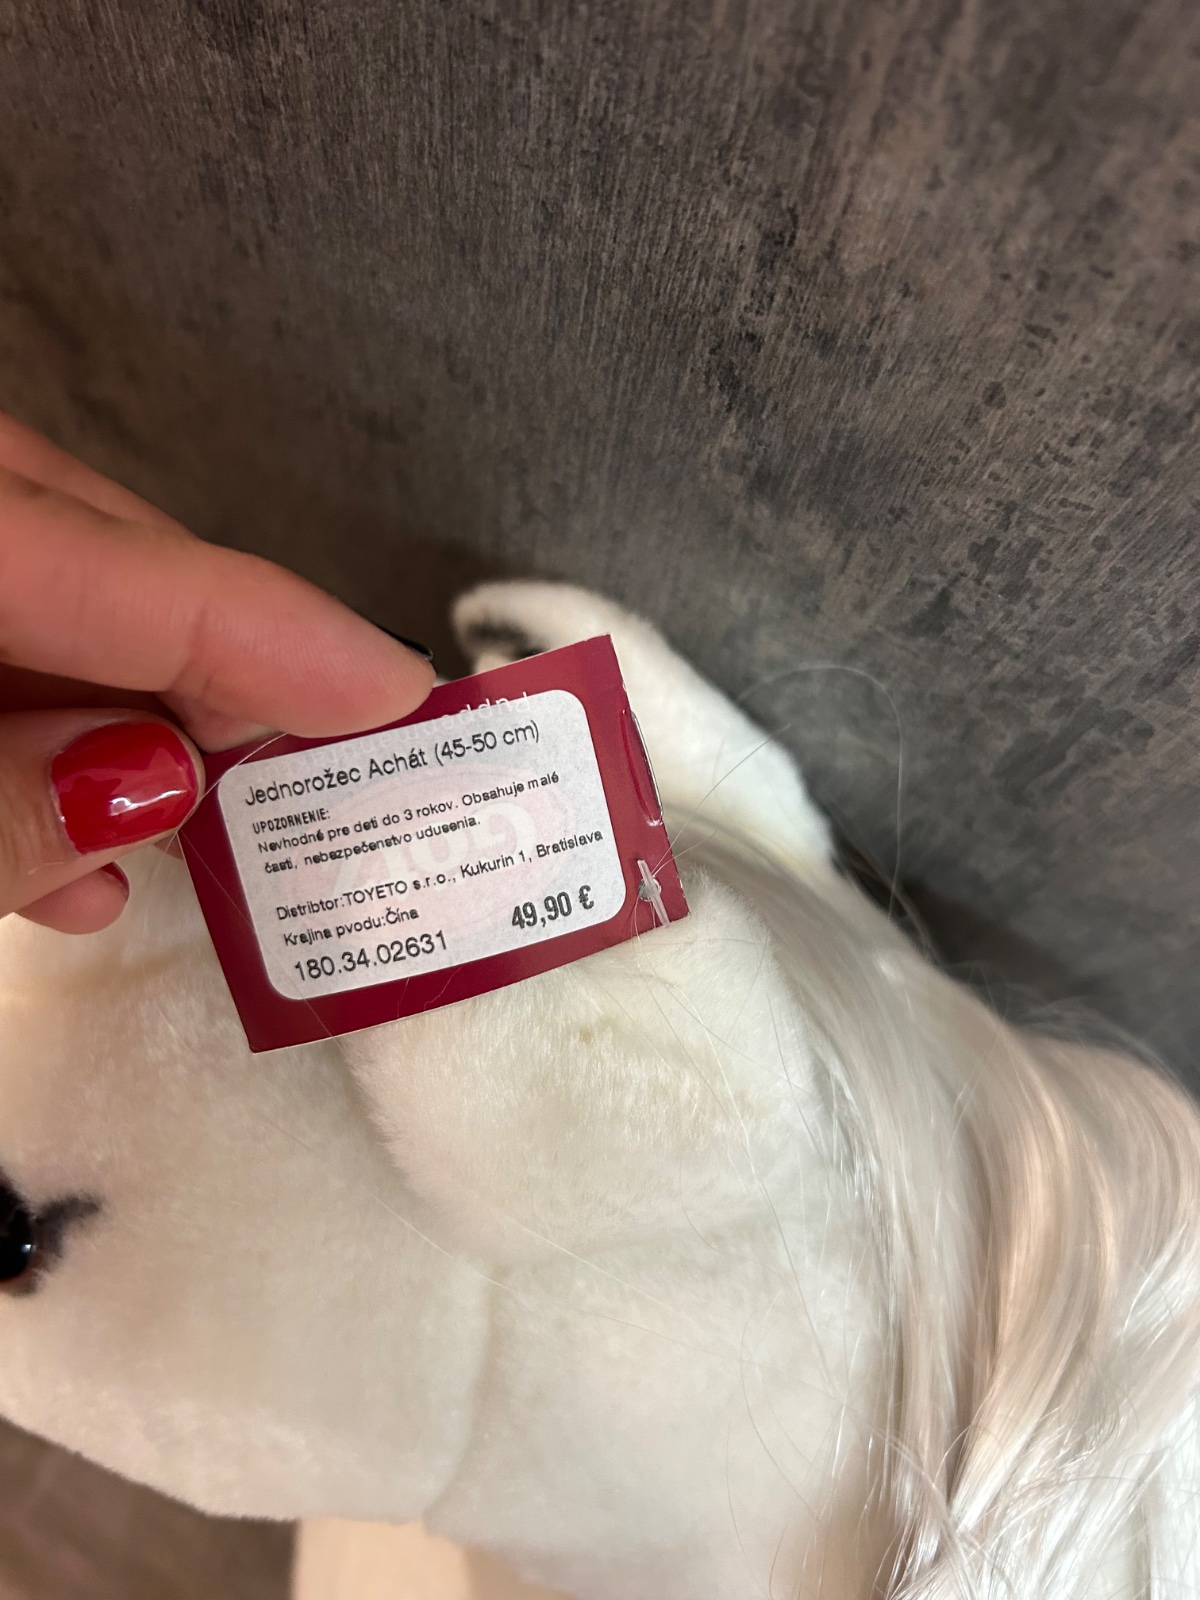 Jednorožec Achát (45-50 cm)
UPOZORNENIE:
Nevhodné pre deti do 3 rokov. Obsahuje malé
časti, nebezpečenstvo udusenia.
Distribtor:TOYETO s.r.o., Kukurin 1, Bratislava
Krajina pvodu:Čína
49,90 €
180.34.02631